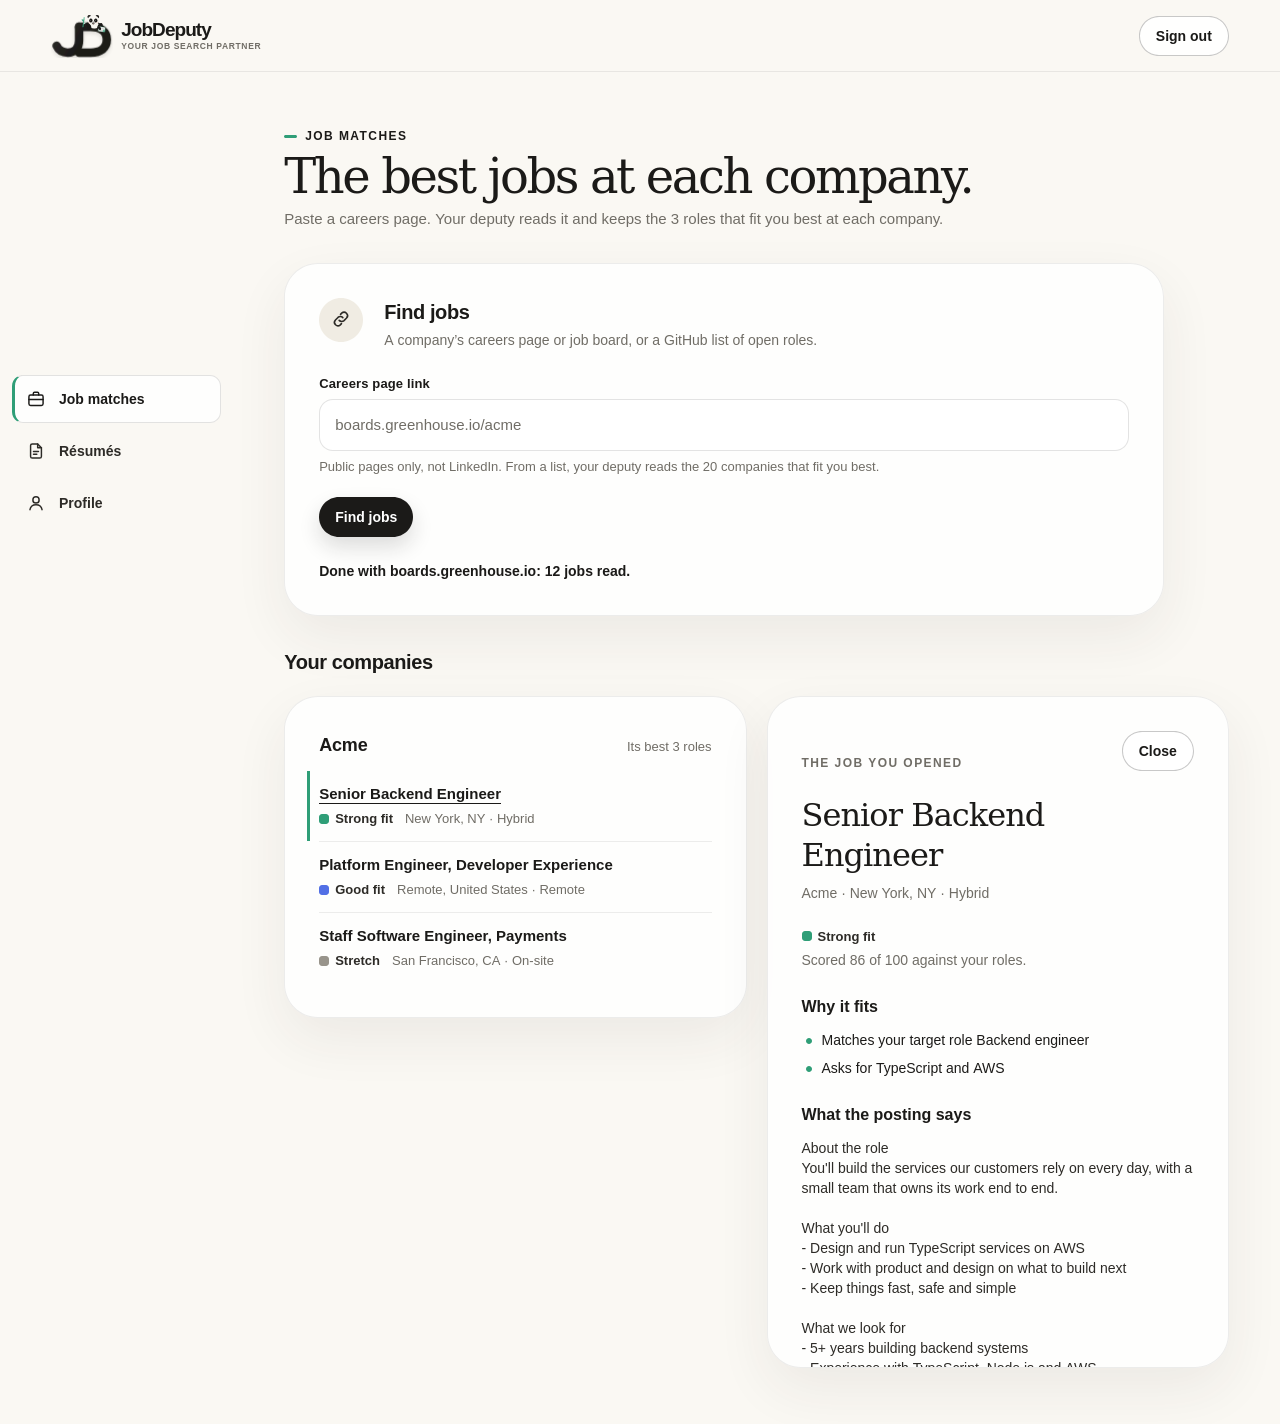 JobDeputy
YOUR JOB SEARCH PARTNER
Sign out
JOB MATCHES
The best jobs at each company.
Paste a careers page. Your deputy reads it and keeps the 3 roles that fit you best at each company.
Find jobs
A company’s careers page or job board, or a GitHub list of open roles.
Careers page link
boards.greenhouse.io/acme
Public pages only, not LinkedIn. From a list, your deputy reads the 20 companies that fit you best.
Find jobs
Done with boards.greenhouse.io: 12 jobs read.
Job matches
Résumés
Profile
Your companies
Acme
Its best 3 roles
Senior Backend Engineer
Strong fit New York, NY · Hybrid
Platform Engineer, Developer Experience
Good fit Remote, United States · Remote
Staff Software Engineer, Payments
Stretch San Francisco, CA · On-site
THE JOB YOU OPENED
Close
Senior Backend
Engineer
Acme · New York, NY · Hybrid
Strong fit
Scored 86 of 100 against your roles.
Why it fits
Matches your target role Backend engineer
Asks for TypeScript and AWS
What the posting says
About the role
You'll build the services our customers rely on every day, with a
small team that owns its work end to end.
What you'll do
- Design and run TypeScript services on AWS
- Work with product and design on what to build next
- Keep things fast, safe and simple
What we look for
- 5+ years building backend systems
- Experience with TypeScript, Node.js and AWS